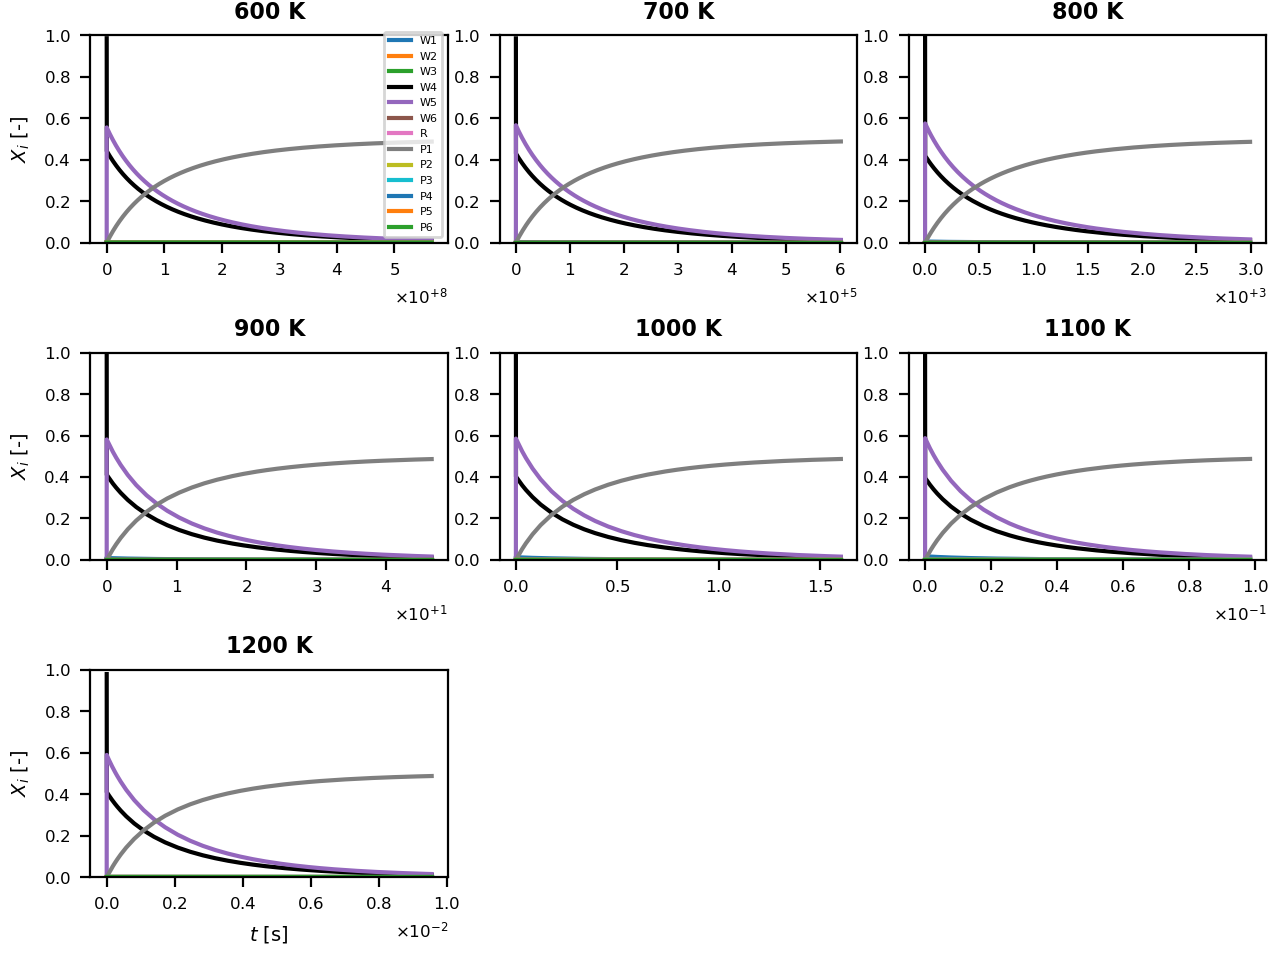 600 K
700 K
800 K
X_i [-]
1.0
0.8
0.6
0.4
0.2
0.0
W1
W2
W3
W4
W5
W6
R
P1
P2
P3
P4
P5
P6
0 1 2 3 4 5
×10^+8
1.0
0.8
0.6
0.4
0.2
0.0
0 1 2 3 4 5 6
×10^+5
1.0
0.8
0.6
0.4
0.2
0.0
0.0 0.5 1.0 1.5 2.0 2.5 3.0
×10^+3
900 K
1000 K
1100 K
X_i [-]
1.0
0.8
0.6
0.4
0.2
0.0
0 1 2 3 4
×10^+1
1.0
0.8
0.6
0.4
0.2
0.0
0.0 0.5 1.0 1.5
1.0
0.8
0.6
0.4
0.2
0.0
0.0 0.2 0.4 0.6 0.8 1.0
×10^−1
1200 K
X_i [-]
1.0
0.8
0.6
0.4
0.2
0.0
0.0 0.2 0.4 0.6 0.8 1.0
×10^−2
t [s]